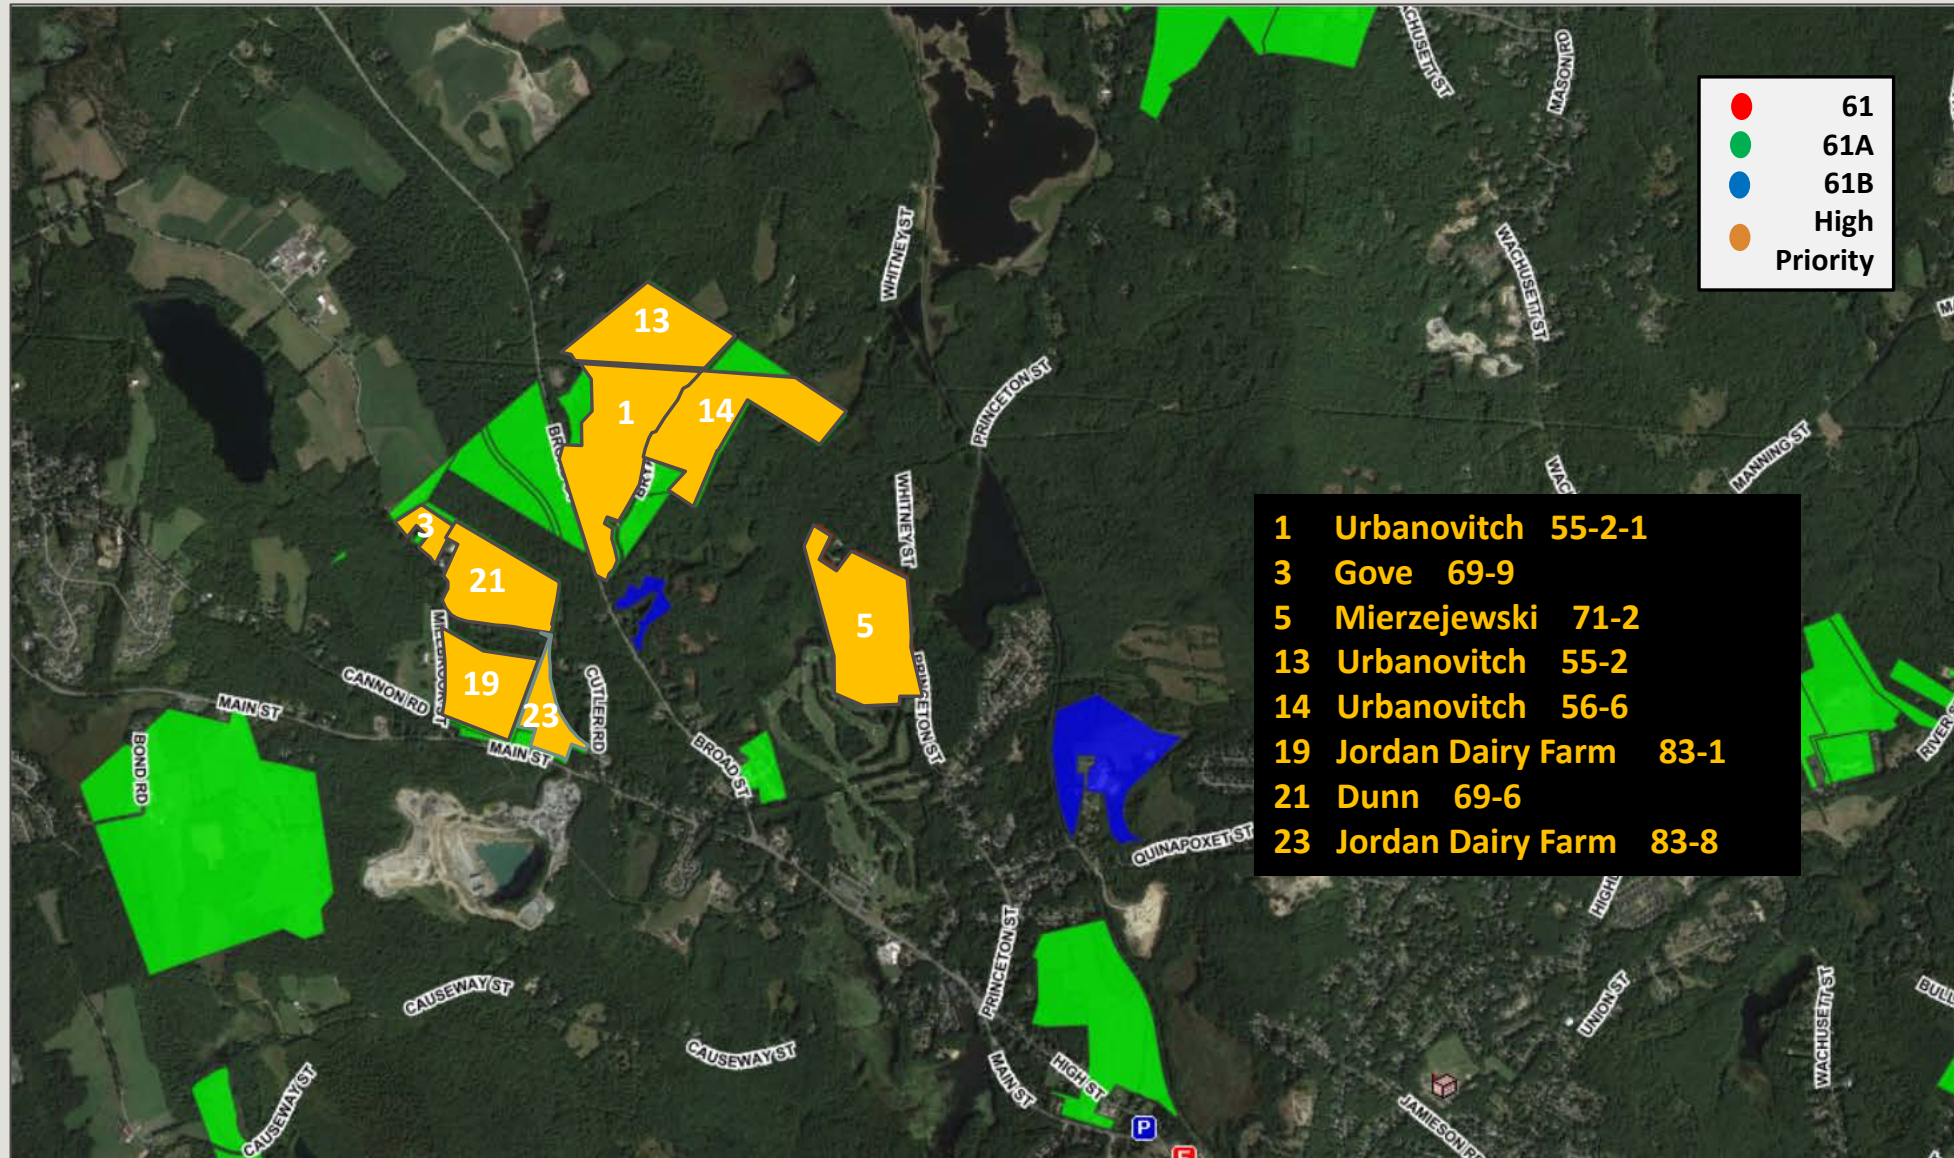 WACHUSETT ST
MASON RD
61
61A
61B
High
Priority
WHITNEY ST
WACHUSETT ST
13
PRINCETON ST
1
14
MANNING ST
WHITNEY ST
3
21
5
1 Urbanovitch 55-2-1
3 Gove 69-9
5 Mierzejewski 71-2
13 Urbanovitch 55-2
14 Urbanovitch 56-6
19 Jordan Dairy Farm 83-1
21 Dunn 69-6
23 Jordan Dairy Farm 83-8
CANNON RD
19
23
CUTLER RD
MAIN ST
MAIN ST
BROAD ST
PRINCETON ST
BOND RD
QUINAPOXET ST
PRINCETON ST
CAUSEWAY ST
CAUSEWAY ST
CAUSEWAY ST
UNION ST
WACHUSETT ST
MAIN ST
HIGH ST
JAMIESON RD
P